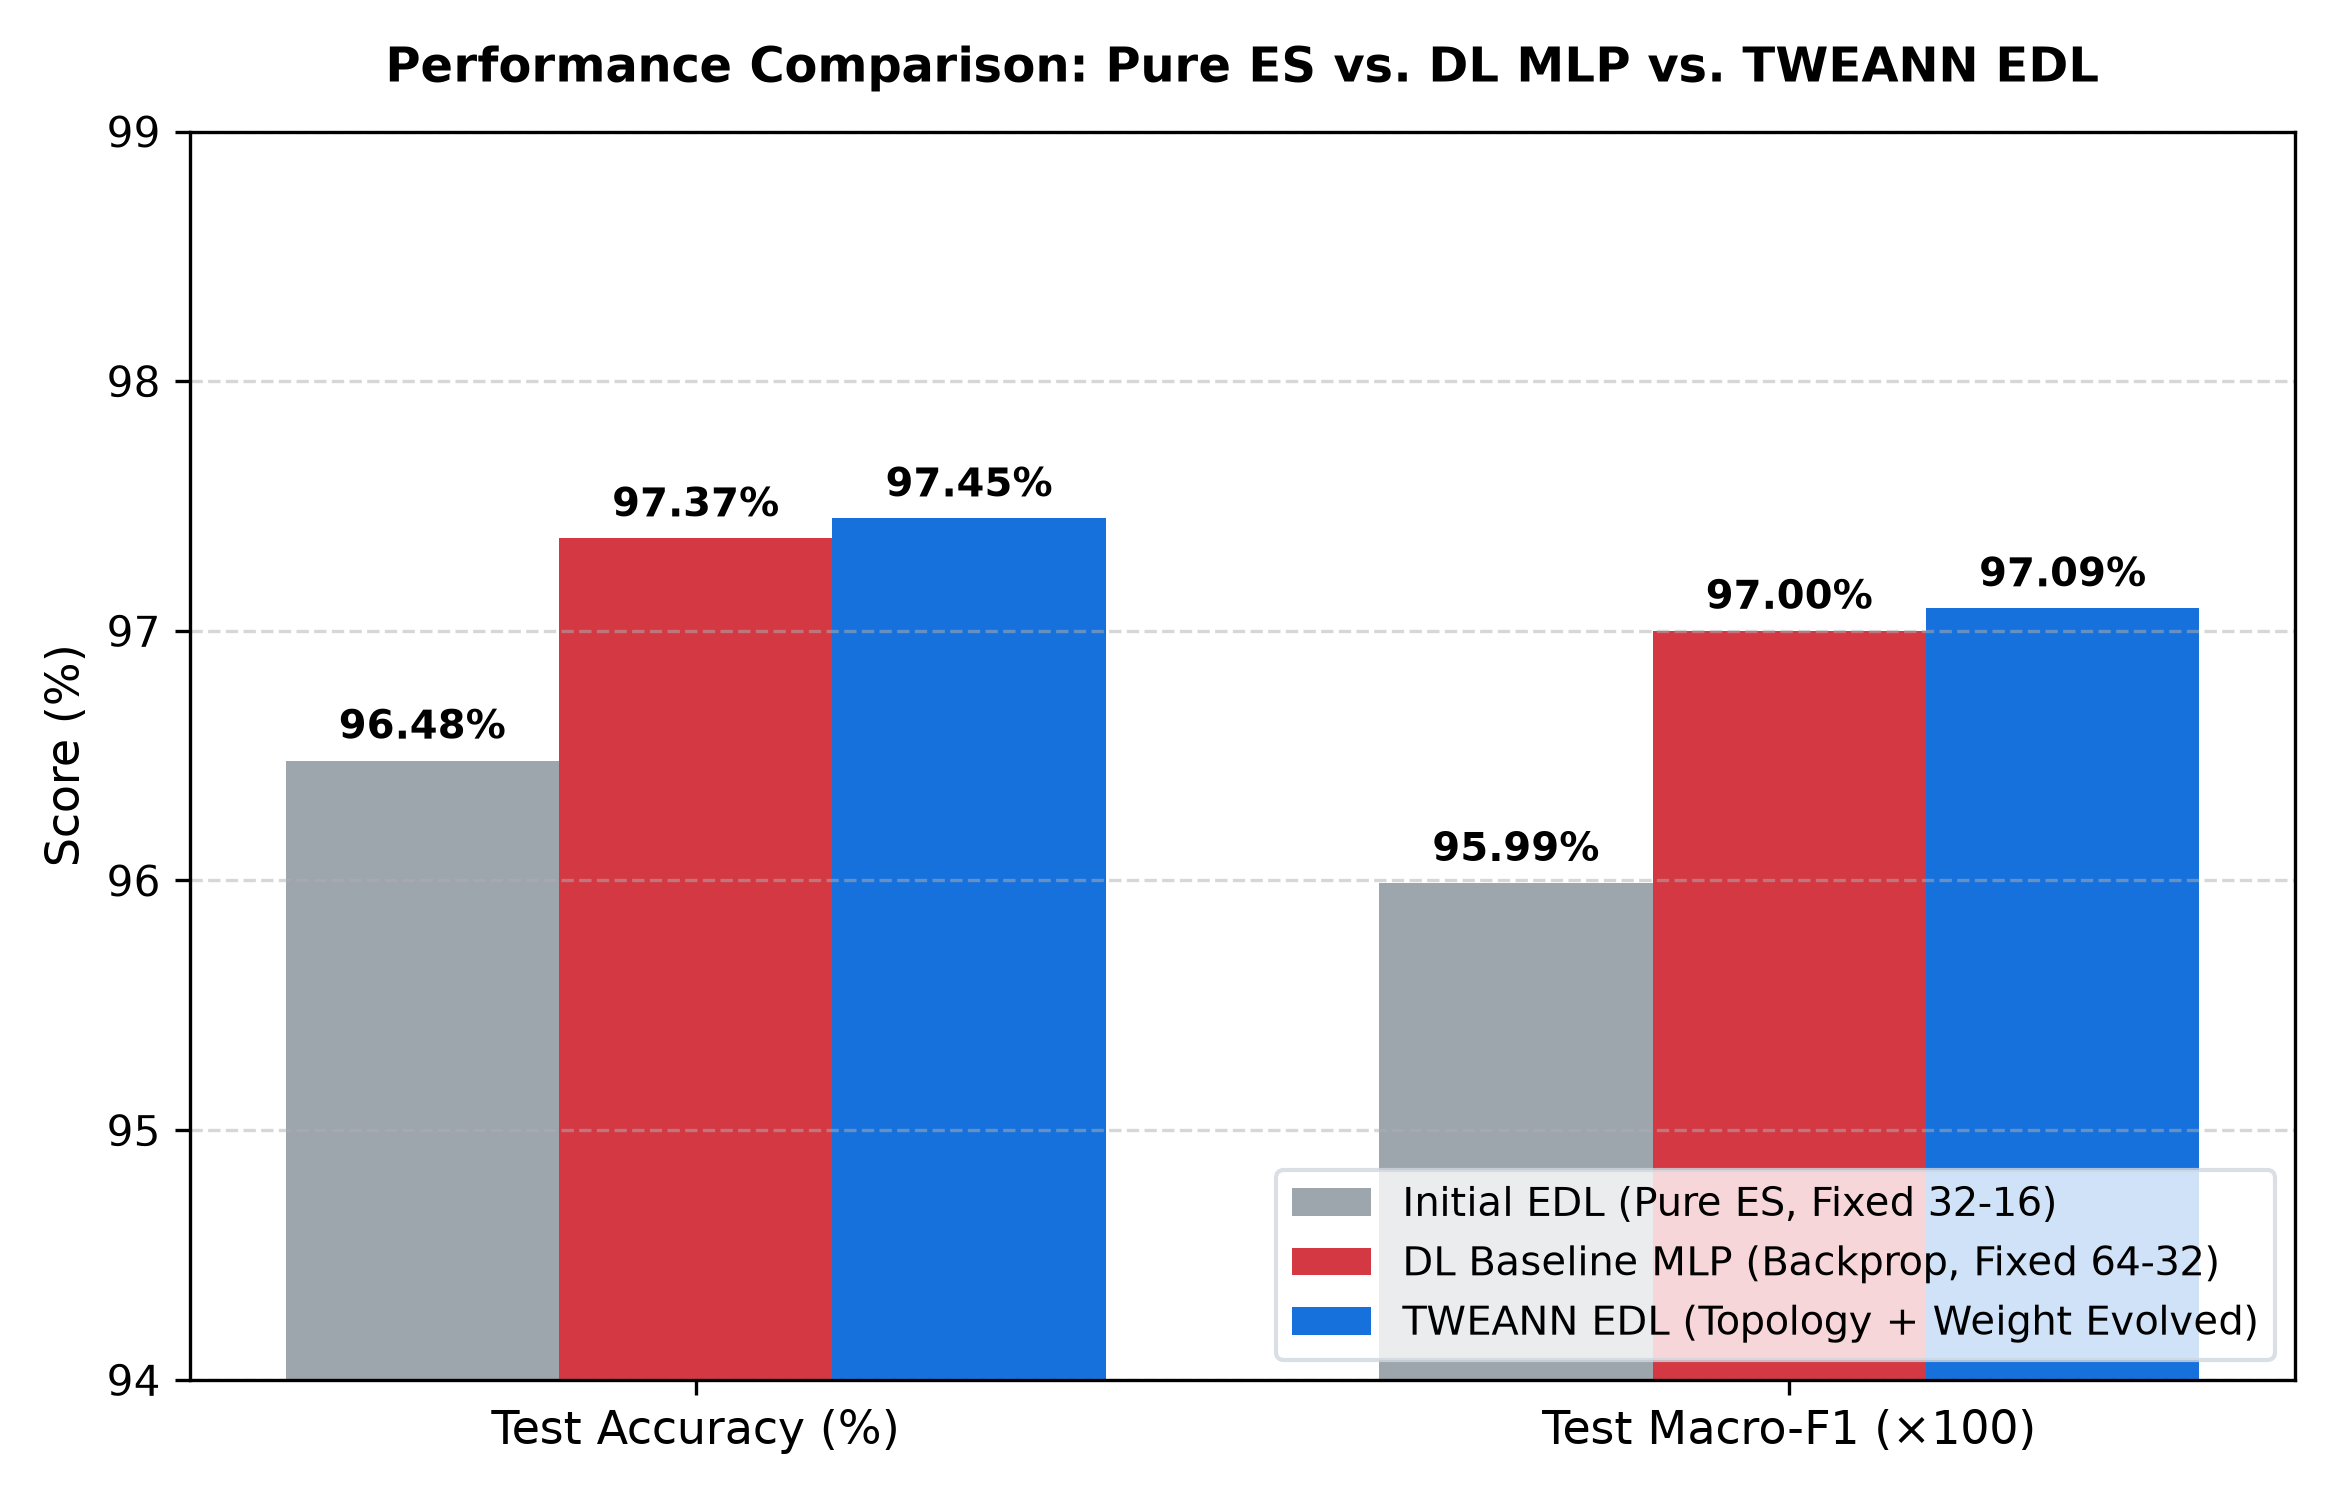 Performance Comparison: Pure ES vs. DL MLP vs. TWEANN EDL
Score (%)
99
98
97
96
95
94
96.48%
97.37%
97.45%
95.99%
97.00%
97.09%
Initial EDL (Pure ES, Fixed 32-16)
DL Baseline MLP (Backprop, Fixed 64-32)
TWEANN EDL (Topology + Weight Evolved)
Test Accuracy (%)
Test Macro-F1 (×100)